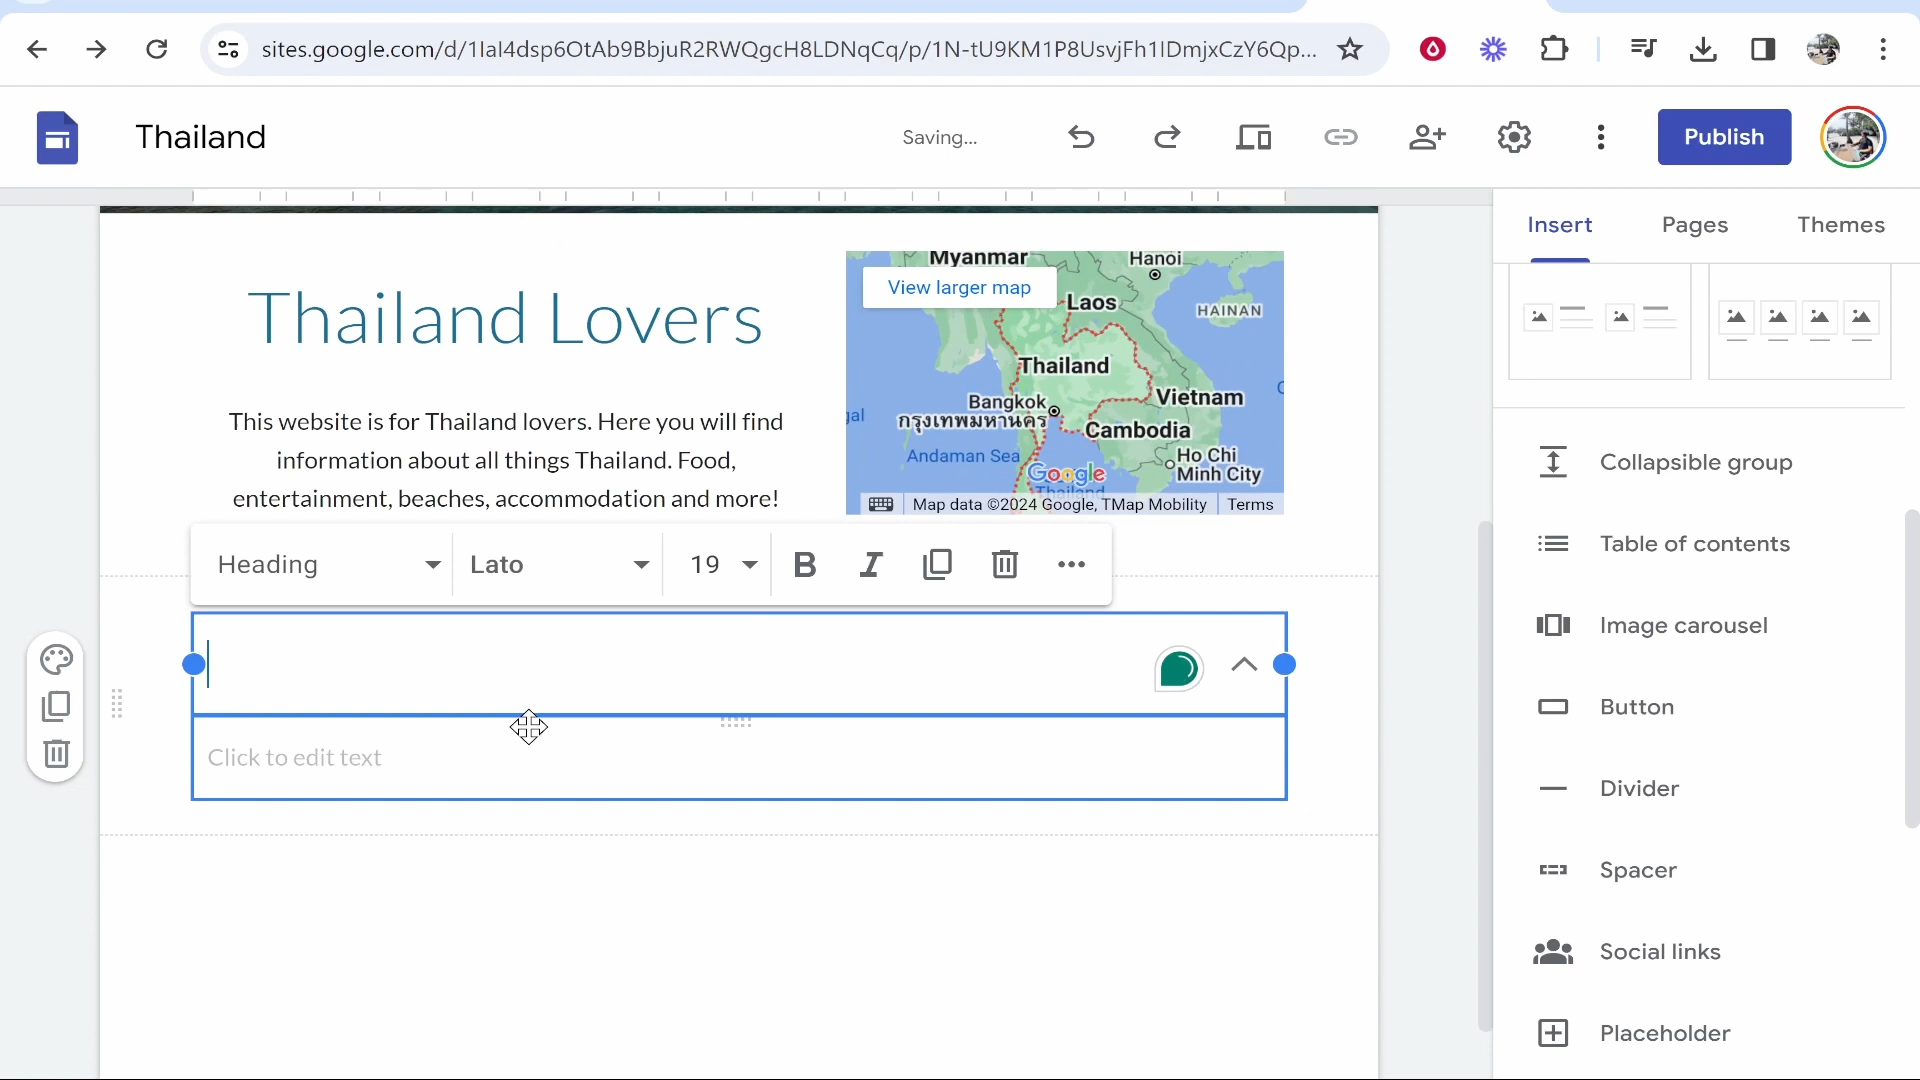 sites.google.com/d/1IaI4dsp6OtAb9BbjuR2RWQgcH8LDNqCq/p/1N-tU9KM1P8UsvjFh1IDmjxCzY6Qp...
Thailand
Saving...
Publish
Insert
Pages
Themes
Thailand Lovers
This website is for Thailand lovers. Here you will find
information about all things Thailand. Food,
entertainment, beaches, accommodation and more!
View larger map
Myanmar
Hanoi
Laos
HAINAN
Thailand
Vietnam
Bangkok
กรุงเทพมหานคร
Cambodia
gal
Andaman Sea
Ho Chi
Minh City
Google
Thailand
Map data ©2024 Google, TMap Mobility
Terms
Heading
Lato
19
B
I
Click to edit text
Collapsible group
Table of contents
Image carousel
Button
Divider
Spacer
Social links
Placeholder